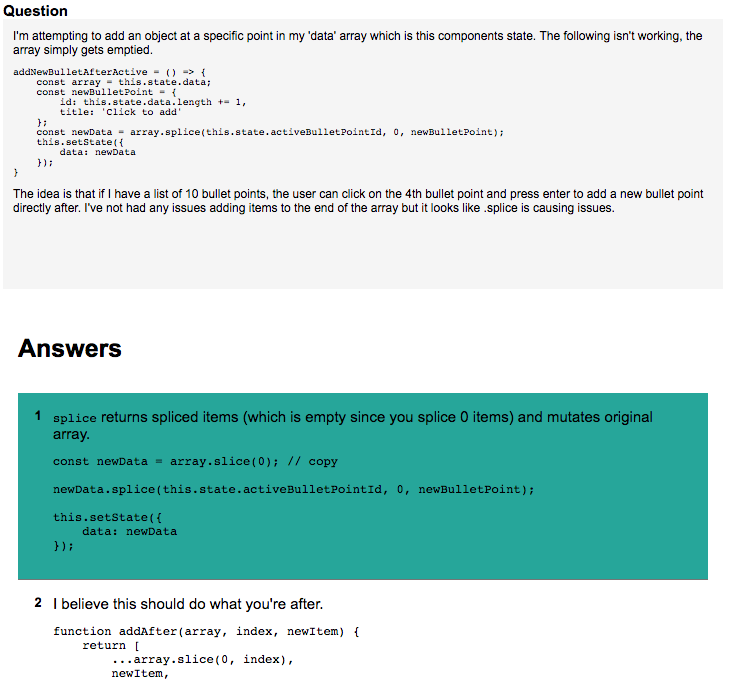 Question
I'm attempting to add an object at a specific point in my 'data' array which is this components state. The following isn't working, the
array simply gets emptied.
addNewBulletAfterActive = () => {
    const array = this.state.data;
    const newBulletPoint = {
        id: this.state.data.length += 1,
        title: 'Click to add'
    };
    const newData = array.splice(this.state.activeBulletPointId, 0, newBulletPoint);
    this.setState({
        data: newData
    });
}
The idea is that if I have a list of 10 bullet points, the user can click on the 4th bullet point and press enter to add a new bullet point
directly after. I've not had any issues adding items to the end of the array but it looks like .splice is causing issues.
Answers
1 splice returns spliced items (which is empty since you splice 0 items) and mutates original
array.
const newData = array.slice(0); // copy
newData.splice(this.state.activeBulletPointId, 0, newBulletPoint);
this.setState({
    data: newData
});
2 I believe this should do what you're after.
function addAfter(array, index, newItem) {
    return [
        ...array.slice(0, index),
        newItem,